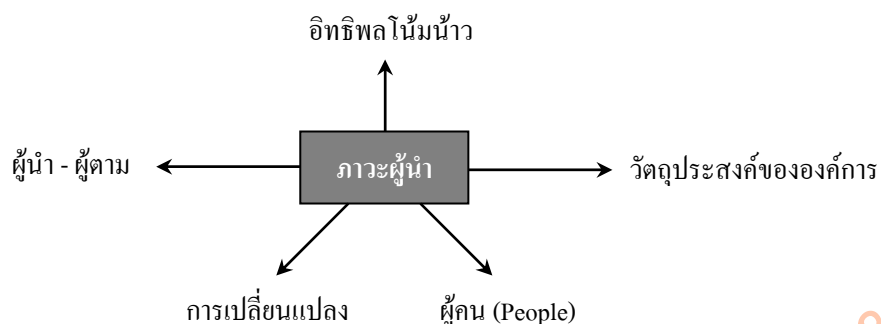 อิทธิพลโน้มน้าว
ผู้นำ - ผู้ตาม
ภาวะผู้นำ
วัตถุประสงค์ขององค์การ
การเปลี่ยนแปลง
ผู้คน (People)